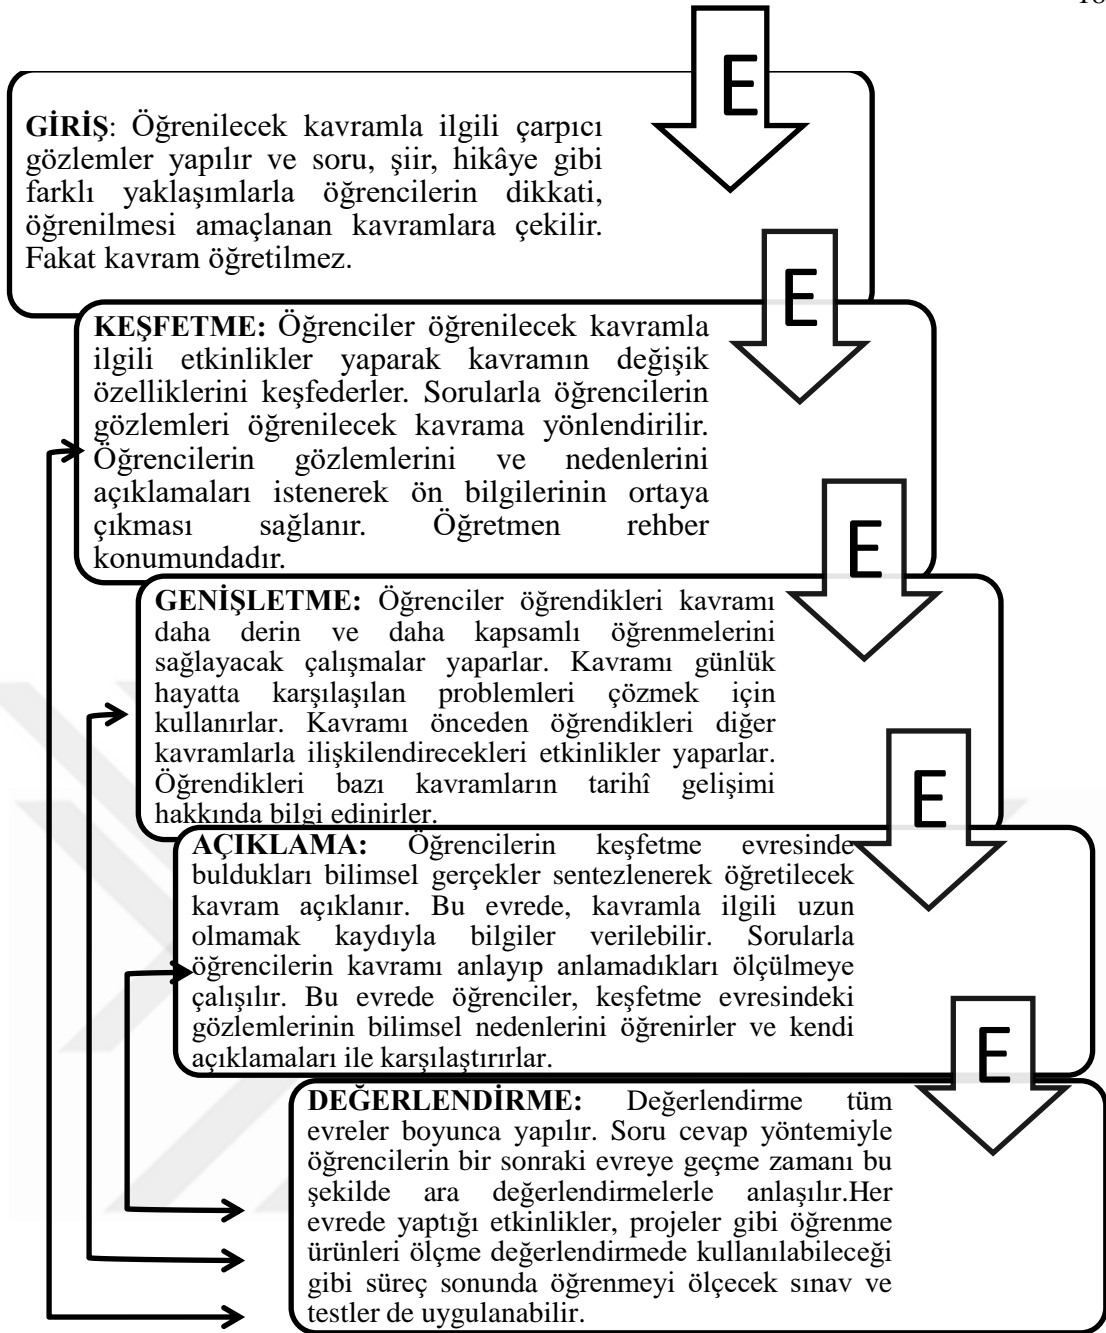 E
GİRİŞ: Öğrenilecek kavramla ilgili çarpıcı
gözlemler yapılır ve soru, şiir, hikâye gibi
farklı yaklaşımlarla öğrencilerin dikkati,
öğrenilmesi amaçlanan kavramlara çekilir.
Fakat kavram öğretilmez.
E
KEŞFETME: Öğrenciler öğrenilecek kavramla
ilgili etkinlikler yaparak kavramın değişik
özelliklerini keşfederler. Sorularla öğrencilerin
gözlemleri öğrenilecek kavrama yönlendirilir.
Öğrencilerin gözlemlerini ve nedenlerini
açıklamaları istenerek ön bilgilerinin ortaya
çıkması sağlanır. Öğretmen rehber
konumundadır.
E
GENİŞLETME: Öğrenciler öğrendikleri kavramı
daha derin ve daha kapsamlı öğrenmelerini
sağlayacak çalışmalar yaparlar. Kavramı günlük
hayatta karşılaşılan problemleri çözmek için
kullanırlar. Kavramı önceden öğrendikleri diğer
kavramlarla ilişkilendirecekleri etkinlikler yaparlar.
Öğrendikleri bazı kavramların tarihî gelişimi
hakkında bilgi edinirler.
E
AÇIKLAMA: Öğrencilerin keşfetme evresinde
buldukları bilimsel gerçekler sentezlenerek öğretilecek
kavram açıklanır. Bu evrede, kavramla ilgili uzun
olmamak kaydıyla bilgiler verilebilir. Sorularla
öğrencilerin kavramı anlayıp anlamadıkları ölçülmeye
çalışılır. Bu evrede öğrenciler, keşfetme evresindeki
gözlemlerinin bilimsel nedenlerini öğrenirler ve kendi
açıklamaları ile karşılaştırırlar.
E
DEĞERLENDİRME: Değerlendirme tüm
evreler boyunca yapılır. Soru cevap yöntemiyle
öğrencilerin bir sonraki evreye geçme zamanı bu
şekilde ara değerlendirmelerle anlaşılır.Her
evrede yaptığı etkinlikler, projeler gibi öğrenme
ürünleri ölçme değerlendirmede kullanılabileceği
gibi süreç sonunda öğrenmeyi ölçecek sınav ve
testler de uygulanabilir.